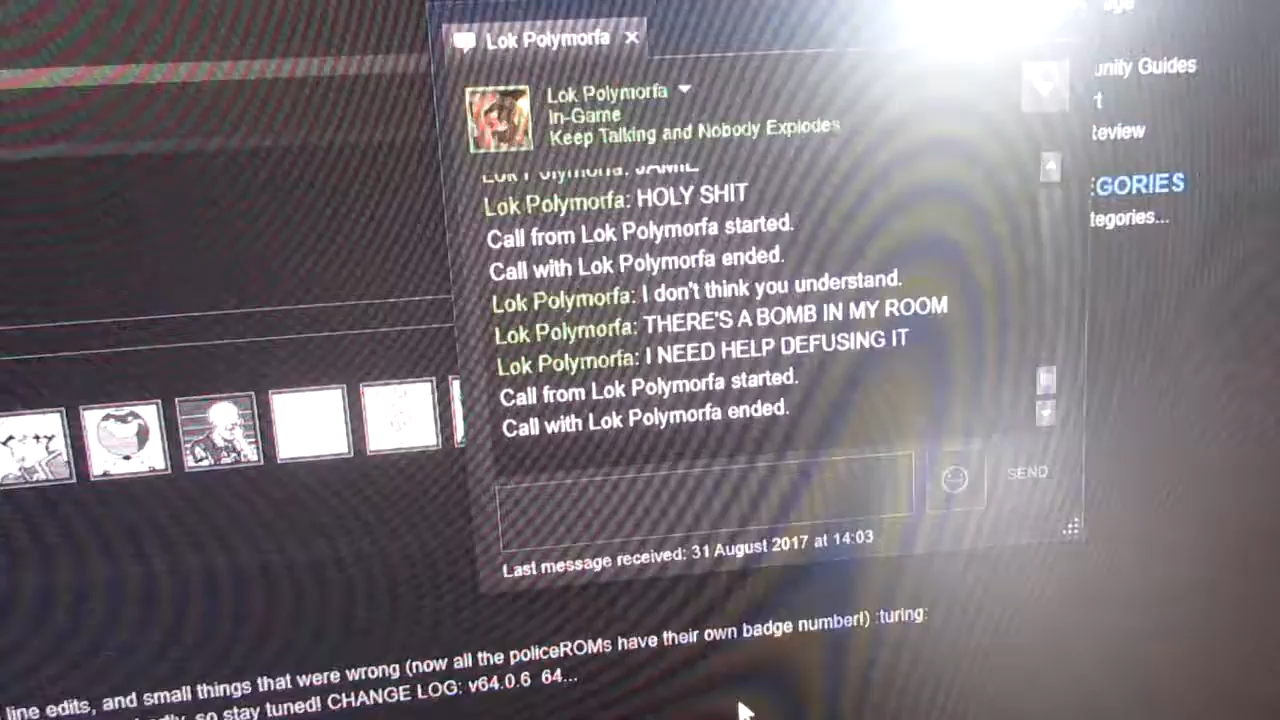 Lok Polymorfa
Lok Polymorfa
In-Game
Keep Talking and Nobody Explodes
Lok Polymorfa: JAMIE
Lok Polymorfa: HOLY SHIT
Call from Lok Polymorfa started.
Call with Lok Polymorfa ended.
Lok Polymorfa: I don't think you understand.
Lok Polymorfa: THERE'S A BOMB IN MY ROOM
Lok Polymorfa: I NEED HELP DEFUSING IT
Call from Lok Polymorfa started.
Call with Lok Polymorfa ended.
SEND
Last message received: 31 August 2017 at 14:03
unity Guides
t
Review
EGORIES
tegories...
line edits, and small things that were wrong (now all the policeROMs have their own badge number!) :turing:
so stay tuned! CHANGE LOG: v64.0.6 64...